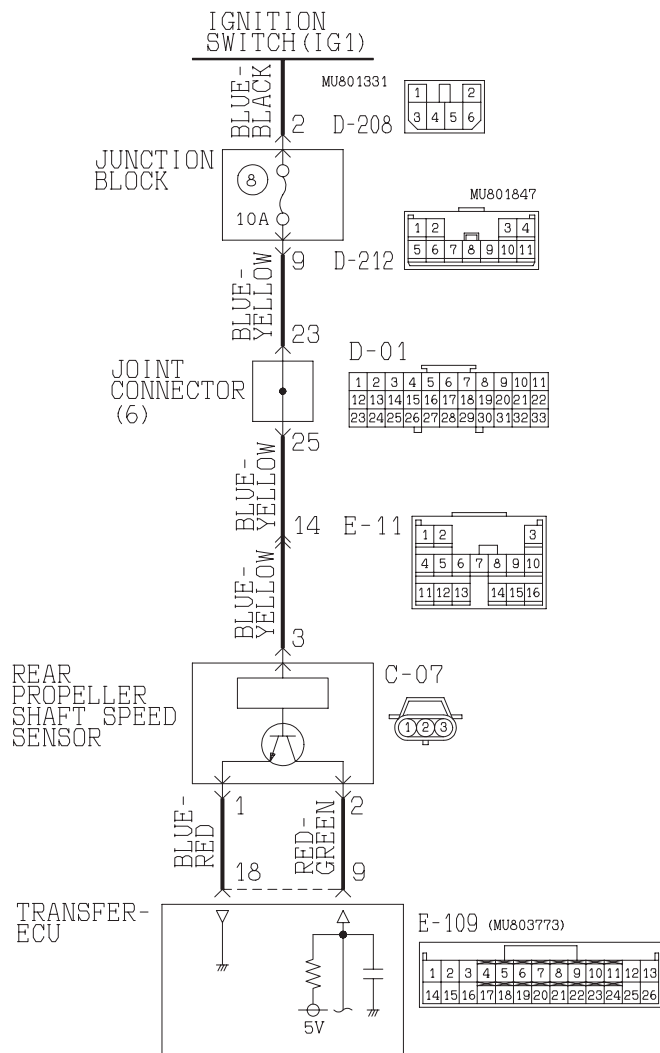 IGNITION
SWITCH(IG1)
BLUE-
BLACK
2
D-208
MU801331
1 2
3 4 5 6
JUNCTION
BLOCK
8
10A
MU801847
1 2 3 4
5 6 7 8 9 10 11
9
D-212
BLUE-
YELLOW
23
D-01
1 2 3 4 5 6 7 8 9 10 11
12 13 14 15 16 17 18 19 20 21 22
23 24 25 26 27 28 29 30 31 32 33
JOINT
CONNECTOR
(6)
25
BLUE-
YELLOW
14
E-11
1 2 3
4 5 6 7 8 9 10
11 12 13 14 15 16
BLUE-
YELLOW
3
REAR
PROPELLER
SHAFT SPEED
SENSOR
C-07
1 2 3
1
2
BLUE-
RED
RED-
GREEN
18
9
TRANSFER-
ECU
5V
E-109 (MU803773)
1 2 3 4 5 6 7 8 9 10 11 12 13
14 15 16 17 18 19 20 21 22 23 24 25 26